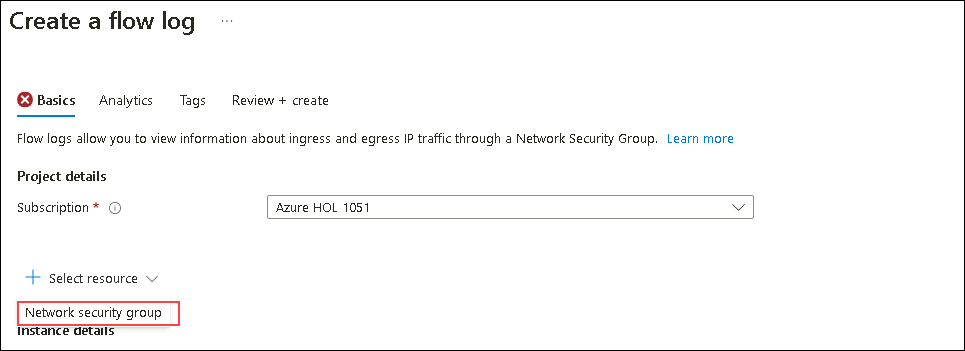 Create a flow log ...
Basics Analytics Tags Review + create
Flow logs allow you to view information about ingress and egress IP traffic through a Network Security Group. Learn more
Project details
Subscription *
Azure HOL 1051
Select resource
Network security group
Instance details